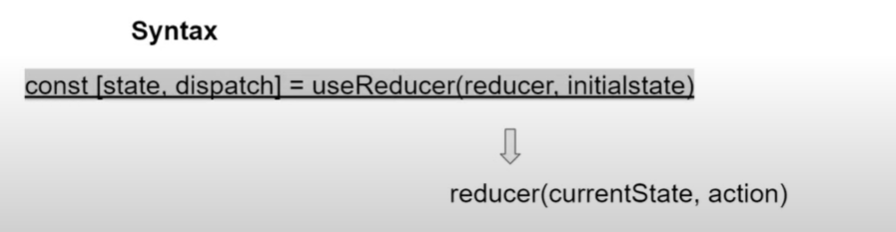 Syntax
const [state, dispatch] = useReducer(reducer, initialstate)
reducer(currentState, action)